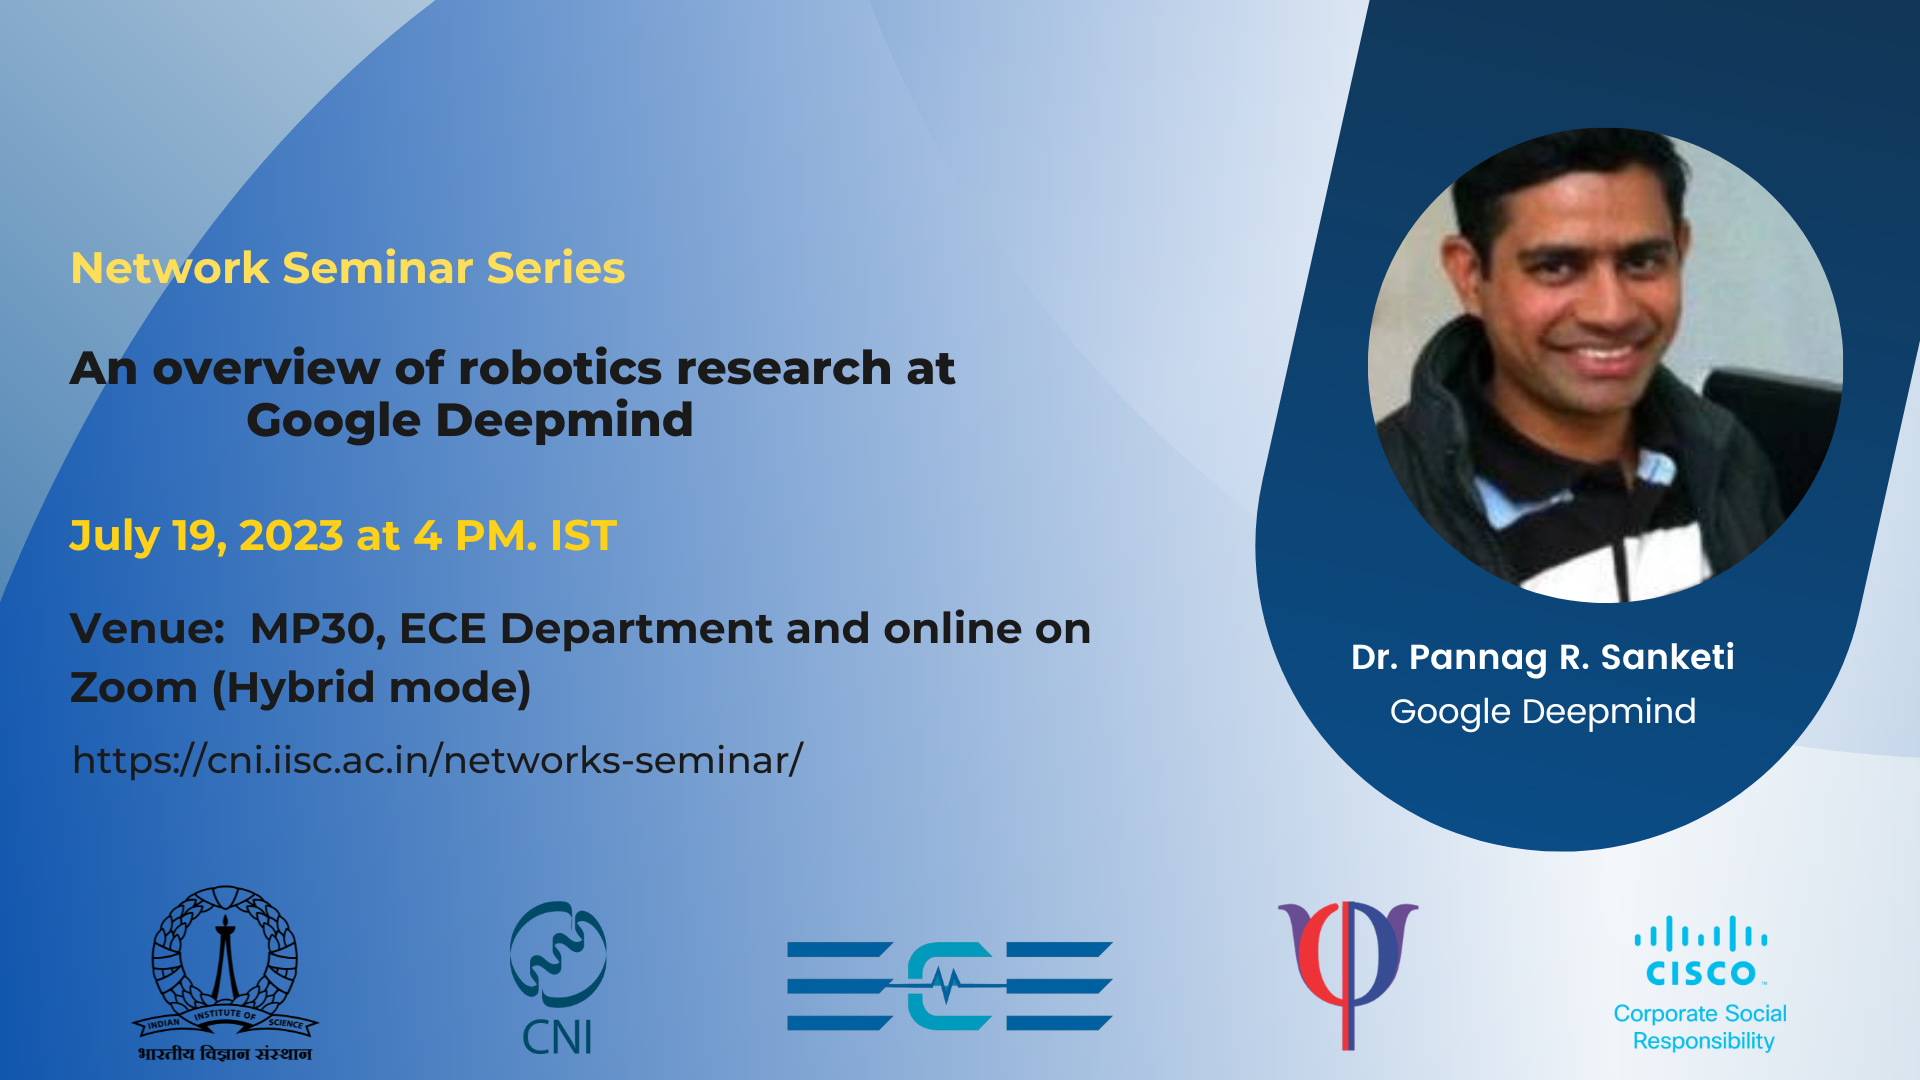 Network Seminar Series
An overview of robotics research at
Google Deepmind
July 19, 2023 at 4 PM. IST
Venue:  MP30, ECE Department and online on
Zoom (Hybrid mode)
https://cni.iisc.ac.in/networks-seminar/
Dr. Pannag R. Sanketi
Google Deepmind
INDIAN INSTITUTE OF SCIENCE
भारतीय विज्ञान संस्थान
CNI
ECE
CISCO
Corporate Social
Responsibility